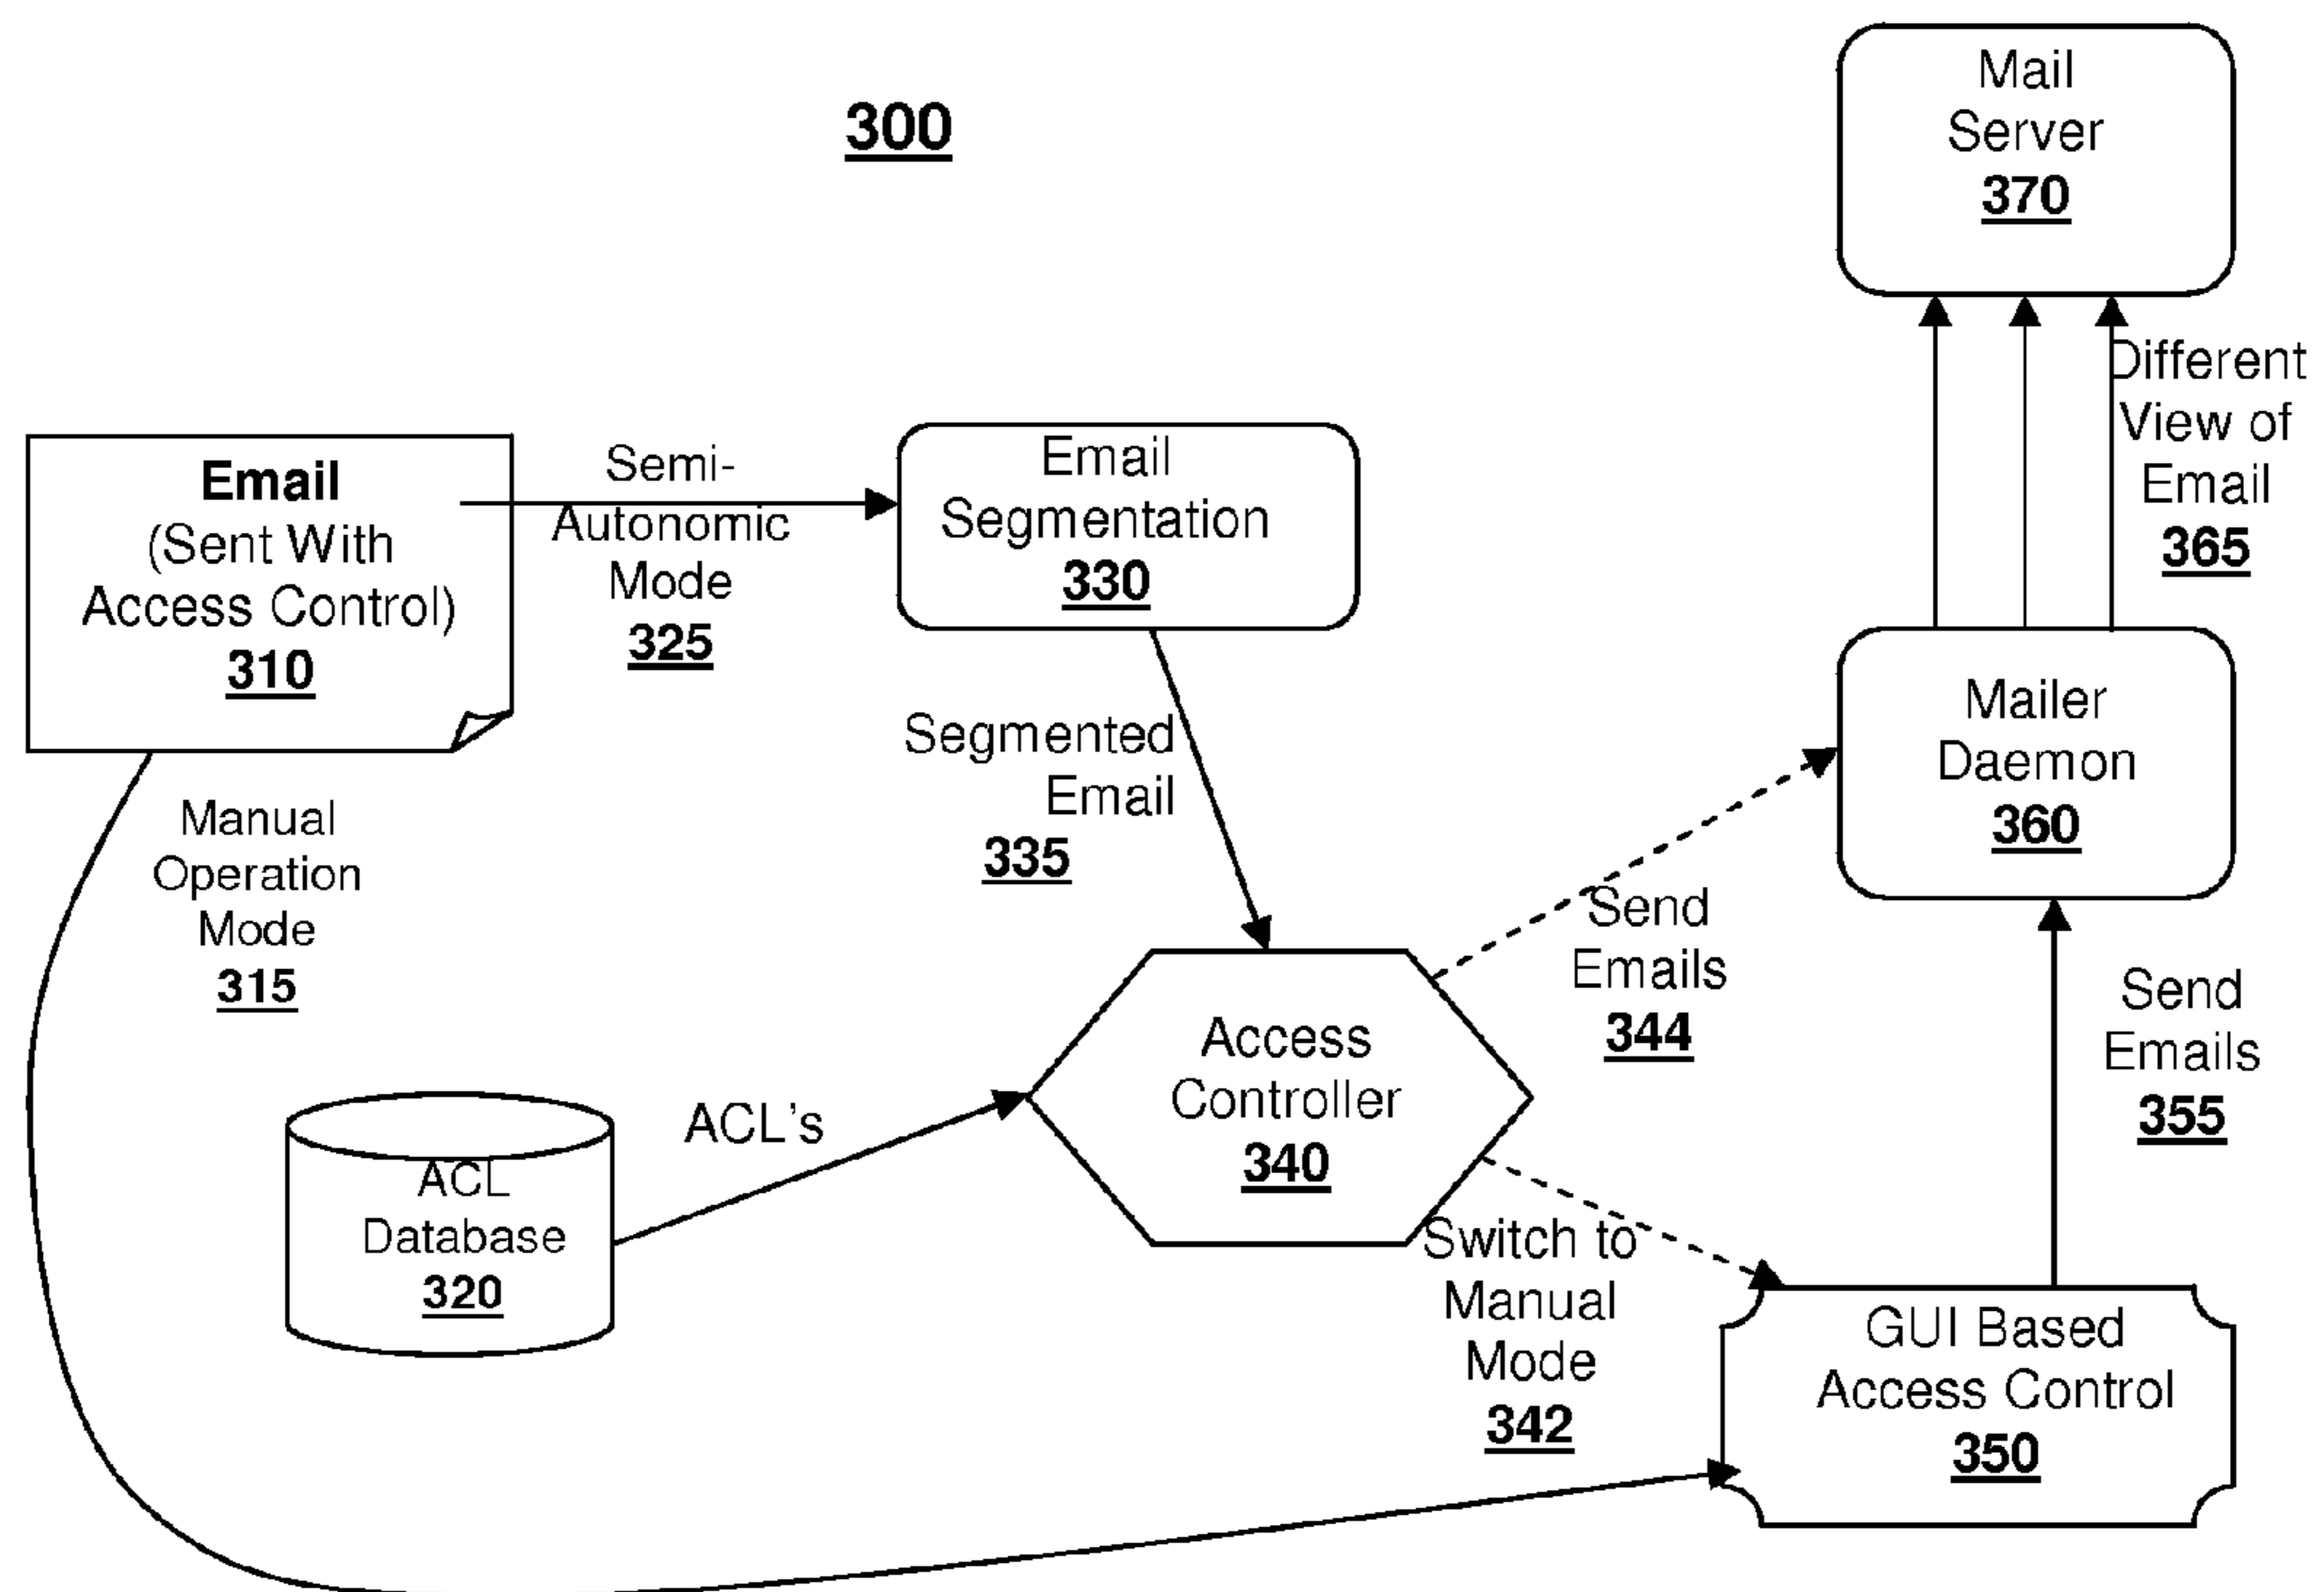 300
Mail
Server
370
Different
View of
Email
365
Email
(Sent With
Access Control)
310
Semi-
Autonomic
Mode
325
Email
Segmentation
330
Segmented
Email
335
Mailer
Daemon
360
Manual
Operation
Mode
315
Send
Emails
344
Send
Emails
355
Access
Controller
340
ACL's
ACL
Database
320
Switch to
Manual
Mode
342
GUI Based
Access Control
350